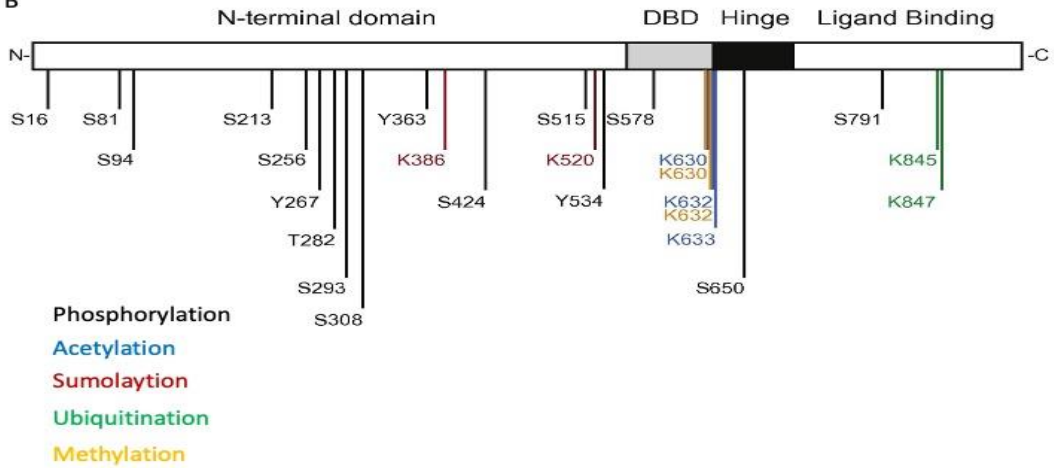 B
N-terminal domain DBD Hinge Ligand Binding
N- -C
S16 S81 S213 Y363 S515 S578 S791
S94 S256 K386 K520 K630 K845
K630
Y267 S424 Y534 K632 K847
K632
T282 K633
S293 S650
S308
Phosphorylation
Acetylation
Sumolaytion
Ubiquitination
Methylation